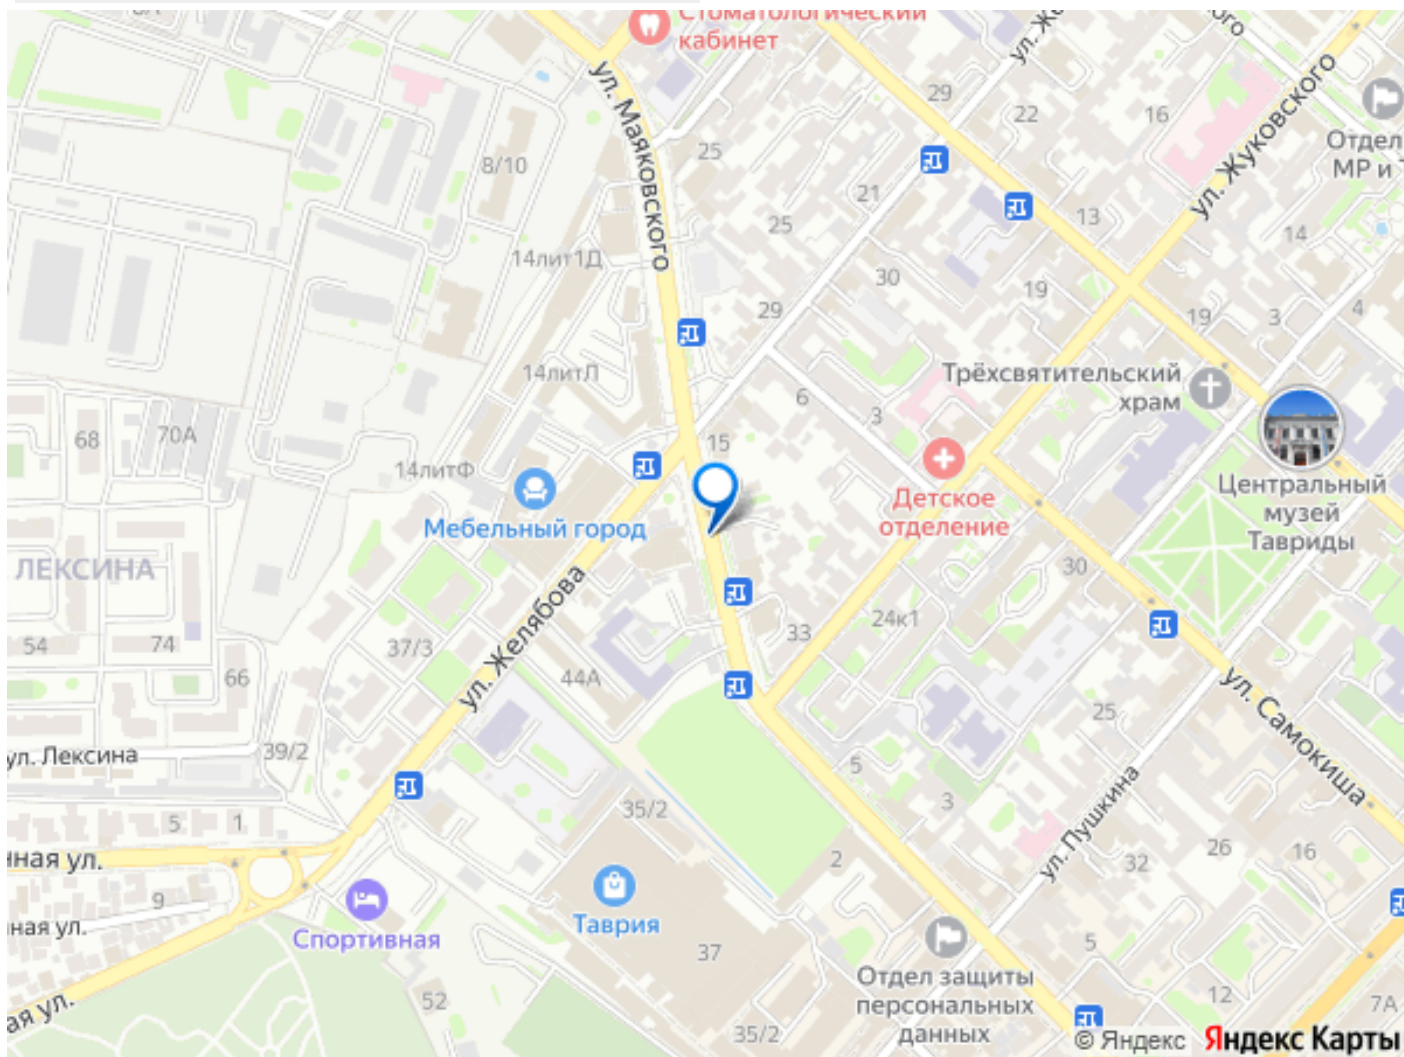 Стоматологический
кабинет
ул. Маяковского
ул. Жуковского
Отдел
МР и
29
22
16
25
8/10
21
13
25
14
14лит1Д
30
19
4
29
19
3
14литЛ
Трёхсвятительский
храм
6
3
68
70А
15
14литФ
Центральный
музей
Тавриды
Детское
отделение
Мебельный город
ЛЕКСИНА
30
ул. Желябова
24к1
33
54
74
37/3
66
44А
ул. Самокиша
25
ул. Лексина
39/2
5
3
ул. Пушкина
35/2
5
1
нная ул.
2
32
26
16
9
Таврия
ная ул.
Спортивная
37
5
Отдел защиты
персональных
данных
52
12
7А
ая ул.
35/2
© Яндекс Яндекс Карты